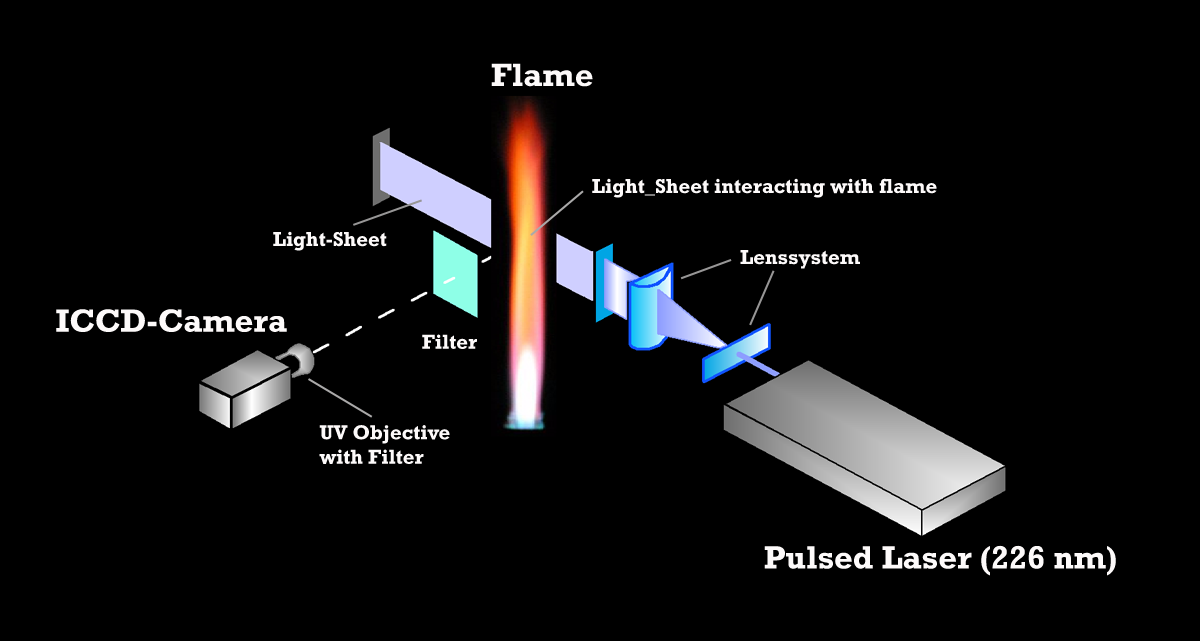 Flame
Light_Sheet interacting with flame
Light-Sheet
Lenssystem
ICCD-Camera
Filter
UV Objective
with Filter
Pulsed Laser (226 nm)